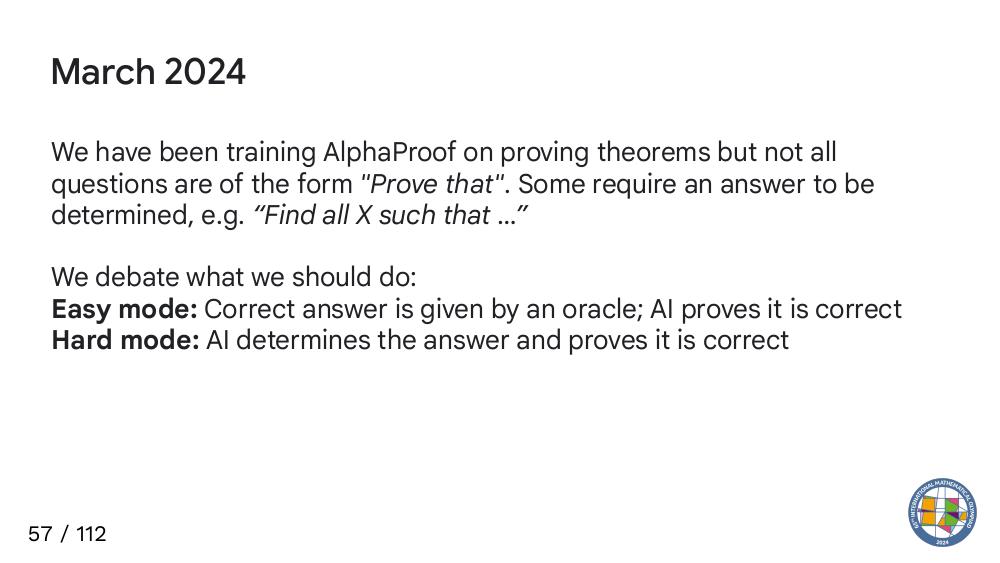 March 2024
We have been training AlphaProof on proving theorems but not all
questions are of the form "Prove that". Some require an answer to be
determined, e.g. “Find all X such that ...”
We debate what we should do:
Easy mode: Correct answer is given by an oracle; AI proves it is correct
Hard mode: AI determines the answer and proves it is correct
57 / 112
65th INTERNATIONAL MATHEMATICAL OLYMPIAD
2024